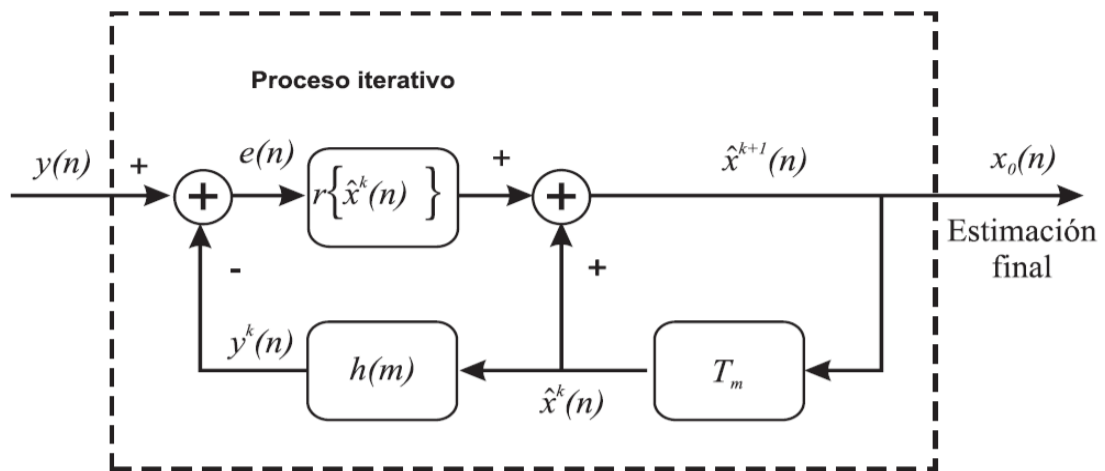 Proceso iterativo
y(n)
+
e(n)
+
r{x̂ᵏ(n) }
+
+
x̂ᵏ⁺¹(n)
x₀(n)
Estimación
final
-
+
yᵏ(n)
h(m)
x̂ᵏ(n)
Tₘ